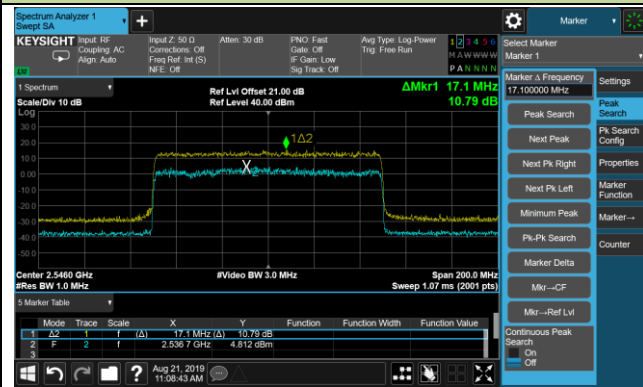 Spectrum Analyzer 1
Swept SA
Marker
KEYSIGHT Input: RF
Coupling: AC
Align: Auto
Input Z: 50 Ω
Corrections: Off
Freq Ref: Int (S)
NFE: Off
Atten: 30 dB
PNO: Fast
Gate: Off
IF Gain: Low
Sig Track: Off
Avg Type: Log-Power
Trig: Free Run
1 2 3 4 5 6
M A W W W W
P A N N N N
LXI
Select Marker
Marker 1
1 Spectrum
Scale/Div 10 dB
Ref Lvl Offset 21.00 dB
Ref Level 40.00 dBm
ΔMkr1 17.1 MHz
10.79 dB
Log
30.0
20.0
10.0
0.00
-10.0
-20.0
-30.0
-40.0
-50.0
1Δ2
X2
Center 2.5460 GHz
#Res BW 1.0 MHz
#Video BW 3.0 MHz
Span 200.0 MHz
Sweep 1.07 ms (2001 pts)
5 Marker Table
Mode Trace Scale X Y Function Function Width Function Value
1 Δ2 1 f (Δ) 17.1 MHz (Δ) 10.79 dB
2 F 2 f 2.536 7 GHz 4.812 dBm
3
Aug 21, 2019
11:08:43 AM
Marker Δ Frequency
17.100000 MHz
Peak Search
Next Peak
Next Pk Right
Next Pk Left
Minimum Peak
Pk-Pk Search
Marker Delta
Mkr→CF
Mkr→Ref Lvl
Continuous Peak
Search
On
Off
Settings
Peak
Search
Pk Search
Config
Properties
Marker
Function
Marker→
Counter